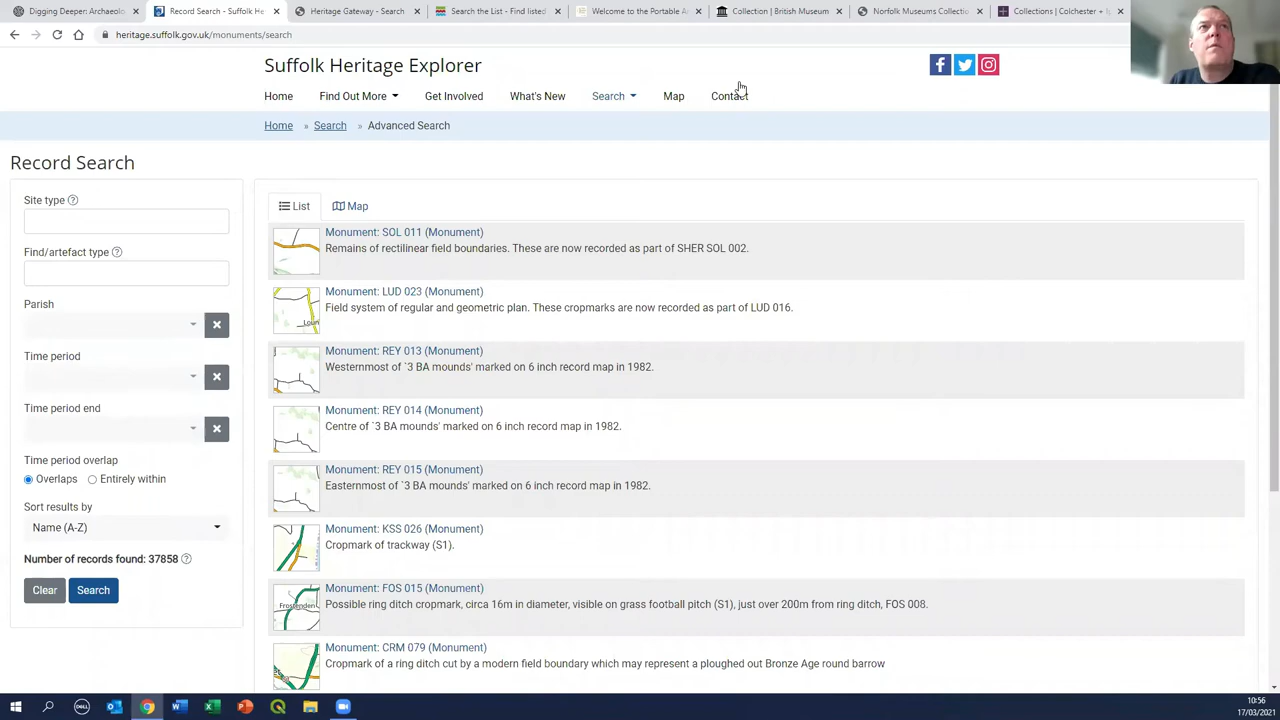 Digging Deeper: Archaeolo
Record Search - Suffolk He
Heritage Gateway - Search
Search the List - Find listed
Welcome to the Portable A
Collection | British Museum
Norfolk Museums Collectio
Collections | Colchester +
heritage.suffolk.gov.uk/monuments/search
Suffolk Heritage Explorer
Home
Find Out More
Get Involved
What's New
Search
Map
Contact
Home » Search » Advanced Search
Record Search
Site type
Find/artefact type
Parish
Time period
Time period end
Time period overlap
Overlaps
Entirely within
Sort results by
Name (A-Z)
Number of records found: 37858
Clear
Search
List
Map
Monument: SOL 011 (Monument)
Remains of rectilinear field boundaries. These are now recorded as part of SHER SOL 002.
Monument: LUD 023 (Monument)
Field system of regular and geometric plan. These cropmarks are now recorded as part of LUD 016.
Monument: REY 013 (Monument)
Westernmost of `3 BA mounds' marked on 6 inch record map in 1982.
Monument: REY 014 (Monument)
Centre of `3 BA mounds' marked on 6 inch record map in 1982.
Monument: REY 015 (Monument)
Easternmost of `3 BA mounds' marked on 6 inch record map in 1982.
Monument: KSS 026 (Monument)
Cropmark of trackway (S1).
Monument: FOS 015 (Monument)
Possible ring ditch cropmark, circa 16m in diameter, visible on grass football pitch (S1), just over 200m from ring ditch, FOS 008.
Frostenden
Monument: CRM 079 (Monument)
Cropmark of a ring ditch cut by a modern field boundary which may represent a ploughed out Bronze Age round barrow
10:56
17/03/2021